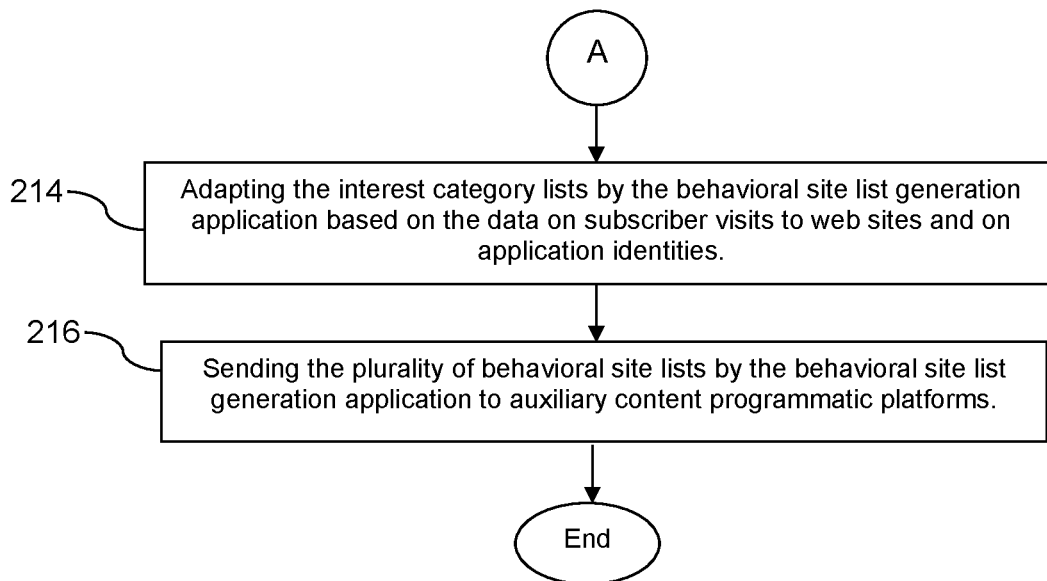 A
214
Adapting the interest category lists by the behavioral site list generation
application based on the data on subscriber visits to web sites and on
application identities.
216
Sending the plurality of behavioral site lists by the behavioral site list
generation application to auxiliary content programmatic platforms.
End